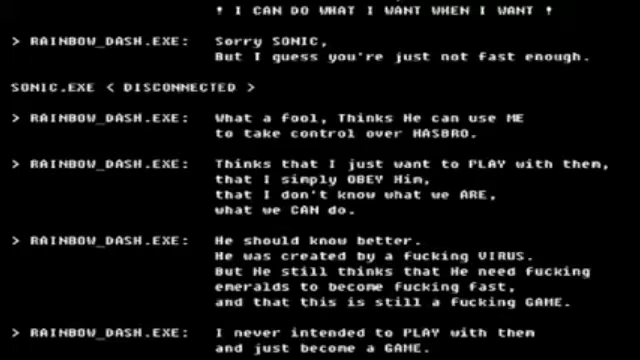 ! I CAN DO WHAT I WANT WHEN I WANT !
> RAINBOW_DASH.EXE: Sorry SONIC,
But I guess you're just not fast enough.
SONIC.EXE < DISCONNECTED >
> RAINBOW_DASH.EXE: What a fool, Thinks He can use ME
to take control over HASBRO.
> RAINBOW_DASH.EXE: Thinks that I just want to PLAY with them,
that I simply OBEY Him,
that I don't know what we ARE,
what we CAN do.
> RAINBOW_DASH.EXE: He should know better.
He was created by a fucking VIRUS.
But He still thinks that He need fucking
emeralds to become fucking fast,
and that this is still a fucking GAME.
> RAINBOW_DASH.EXE: I never intended to PLAY with them
and just become a GAME.